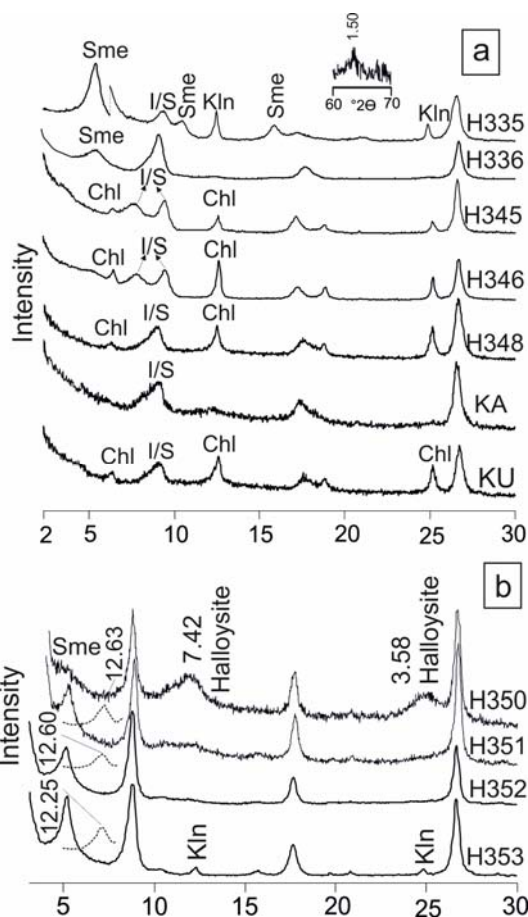 a
1.50
60 °2Θ 70
Sme
I/S Sme Kln Sme Kln
H335
Sme
H336
Chl I/S
H345
Chl I/S Chl
H346
Chl I/S Chl
H348
I/S
KA
Chl I/S Chl Chl
KU
Intensity
2 5 10 15 20 25 30
b
Sme
12.63
7.42
Halloysite
3.58
Halloysite
H350
12.60
H351
12.25
H352
Kln Kln
H353
Intensity
5 10 15 20 25 30